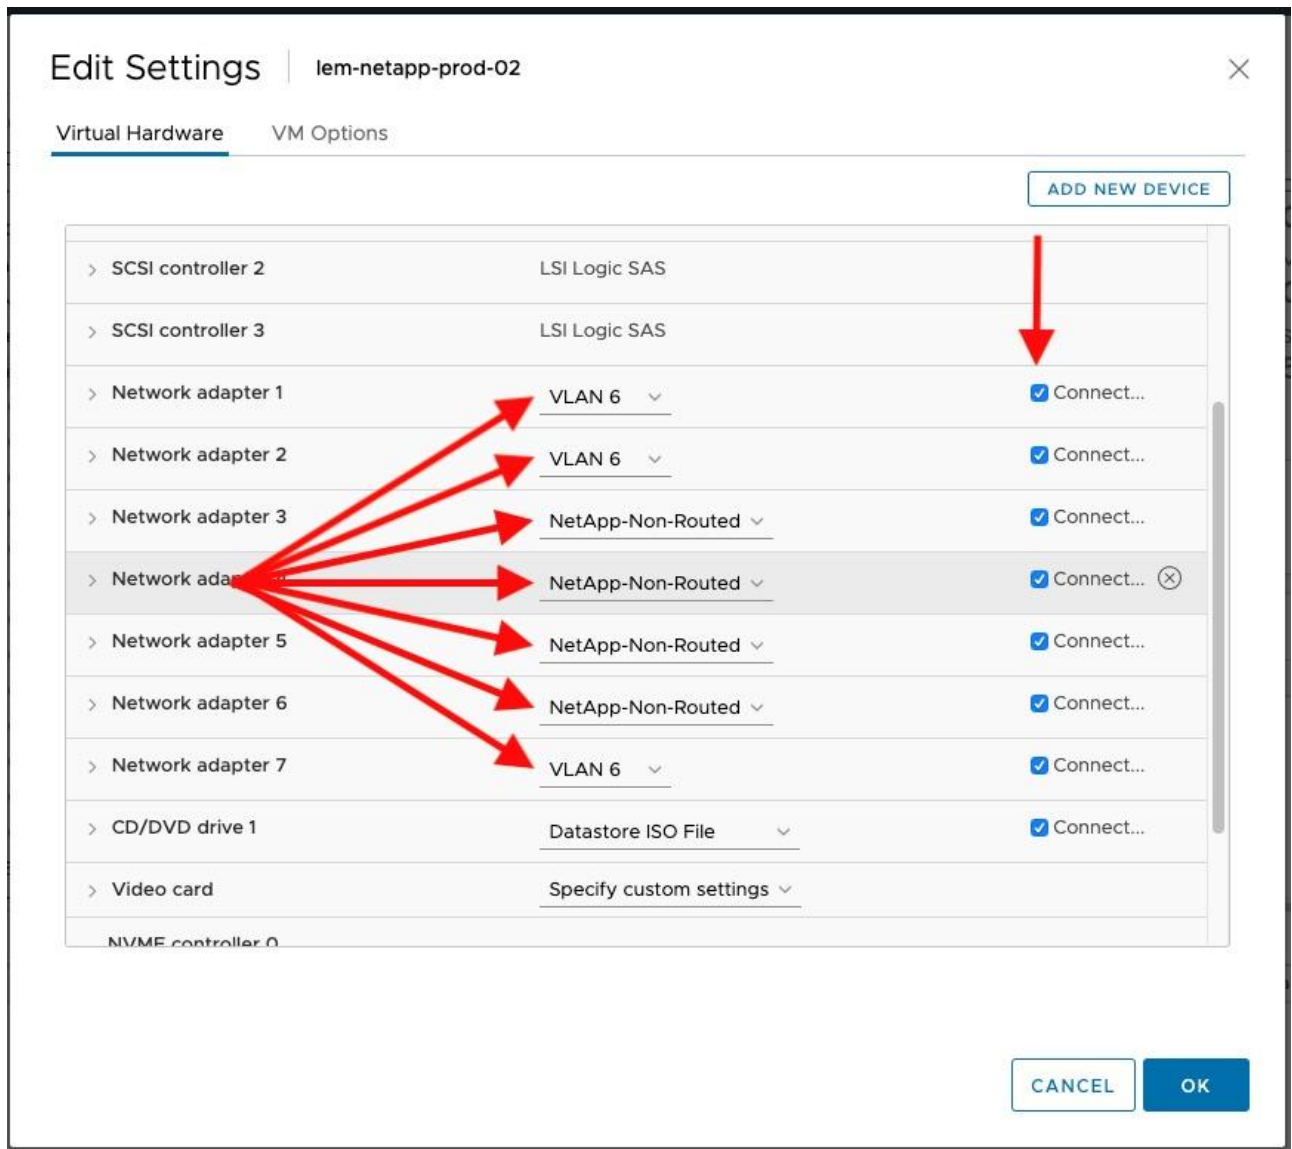 Edit Settings lem-netapp-prod-02
Virtual Hardware VM Options
ADD NEW DEVICE
SCSI controller 2 LSI Logic SAS
SCSI controller 3 LSI Logic SAS
Network adapter 1 VLAN 6 Connect...
Network adapter 2 VLAN 6 Connect...
Network adapter 3 NetApp-Non-Routed Connect...
Network NetApp-Non-Routed Connect...
Network adapter 5 NetApp-Non-Routed Connect...
Network adapter 6 NetApp-Non-Routed Connect...
Network adapter 7 VLAN 6 Connect...
CD/DVD drive 1 Datastore ISO File Connect...
Video card Specify custom settings
NVME controller 0
CANCEL OK